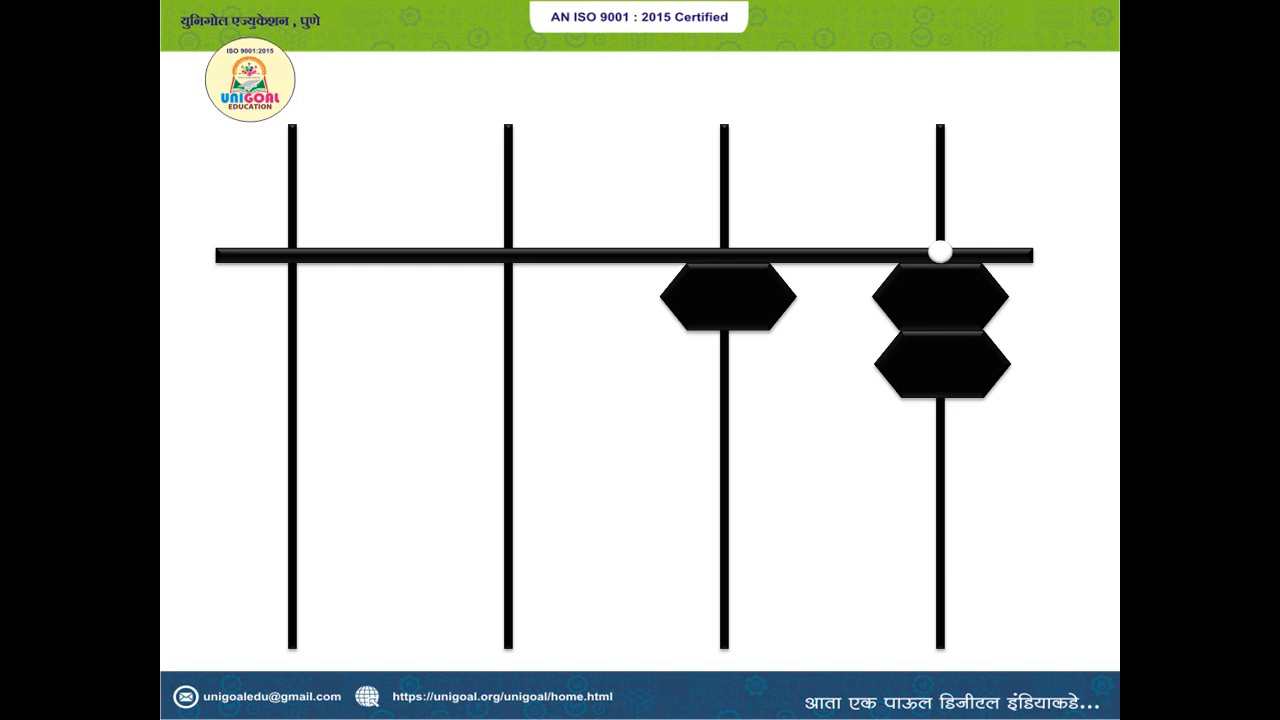 युनिगोल एज्युकेशन , पुणे
AN ISO 9001 : 2015 Certified
ISO 9001:2015
UNIGOAL
EDUCATION
unigoaledu@gmail.com
https://unigoal.org/unigoal/home.html
आता एक पाऊल डिजीटल इंडियाकडे...